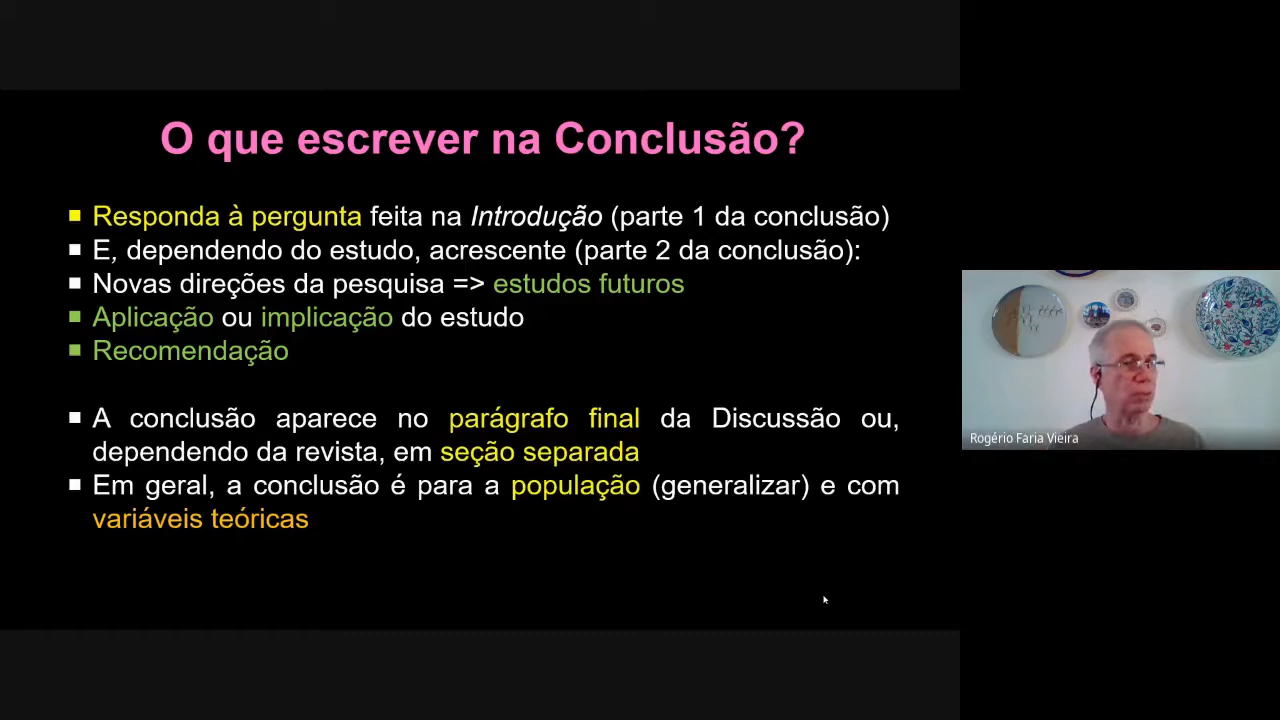 O que escrever na Conclusão?
Responda à pergunta feita na Introdução (parte 1 da conclusão)
E, dependendo do estudo, acrescente (parte 2 da conclusão):
Novas direções da pesquisa => estudos futuros
Aplicação ou implicação do estudo
Recomendação
A conclusão aparece no parágrafo final da Discussão ou,
dependendo da revista, em seção separada
Em geral, a conclusão é para a população (generalizar) e com
variáveis teóricas
Rogério Faria Vieira